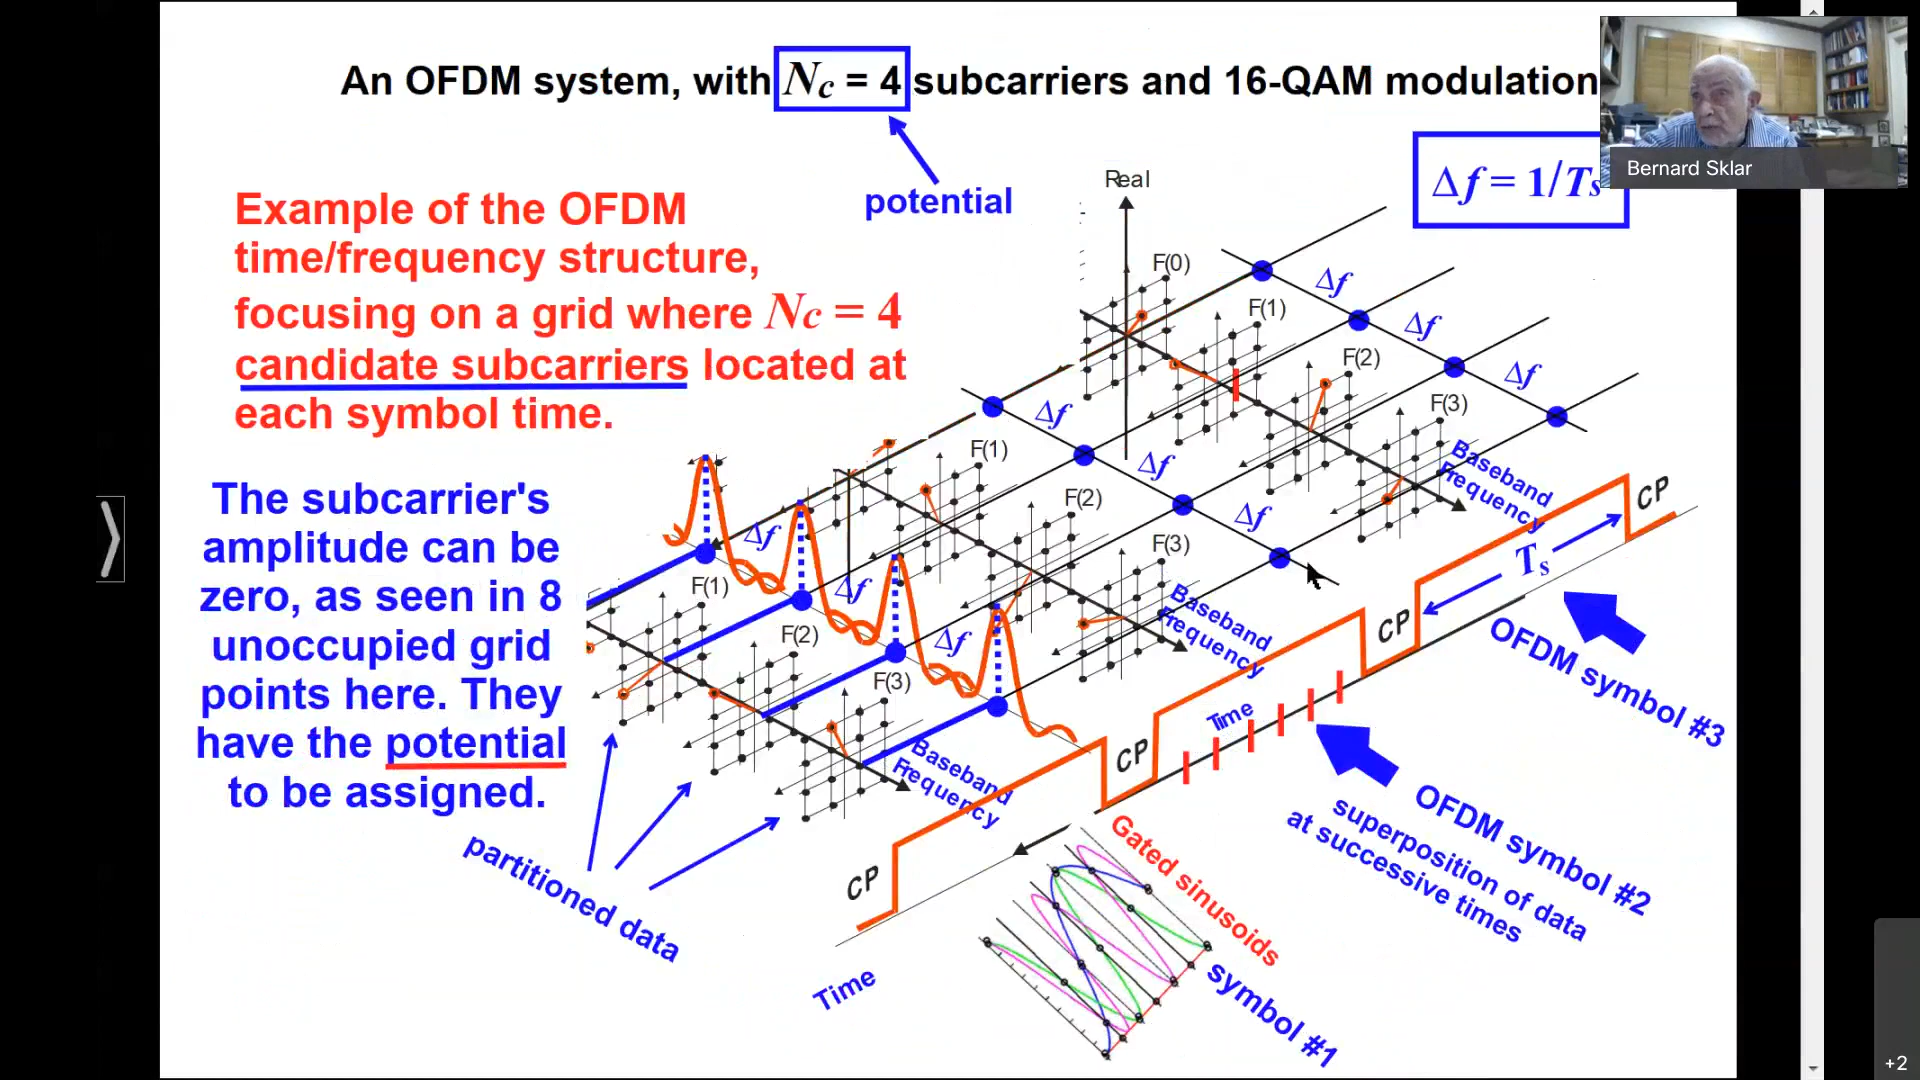 An OFDM system, with Nc = 4 subcarriers and 16-QAM modulation
potential
Δf = 1/Ts
Bernard Sklar
Example of the OFDM
time/frequency structure,
focusing on a grid where Nc = 4
candidate subcarriers located at
each symbol time.
The subcarrier's
amplitude can be
zero, as seen in 8
unoccupied grid
points here. They
have the potential
to be assigned.
partitioned data
Real
F(0)
F(1)
F(2)
F(3)
Δf
Δf
Δf
Baseband
Frequency
F(1)
F(2)
F(3)
Δf
Δf
Δf
Baseband
Frequency
F(1)
F(2)
F(3)
Δf
Δf
Δf
Baseband
Frequency
CP
CP
CP
CP
Ts
Time
Time
OFDM symbol #3
OFDM symbol #2
superposition of data
at successive times
Gated sinusoids
symbol #1
+2